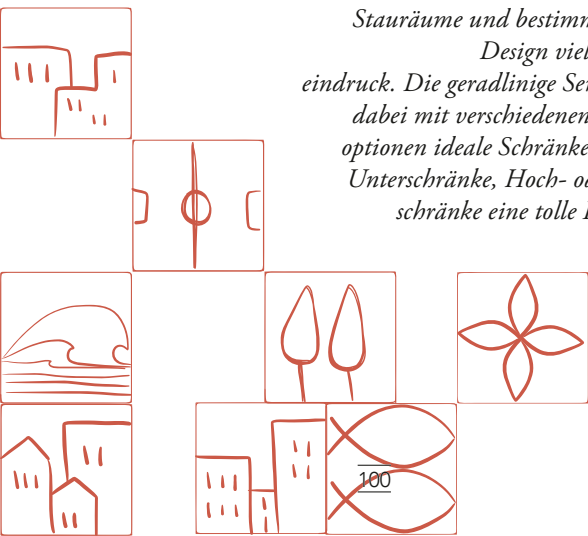 Stauräume und bestimm
Design viel
eindruck. Die geradlinige Ser
dabei mit verschiedenen
optionen ideale Schränke
Unterschränke, Hoch- od
schränke eine tolle
100